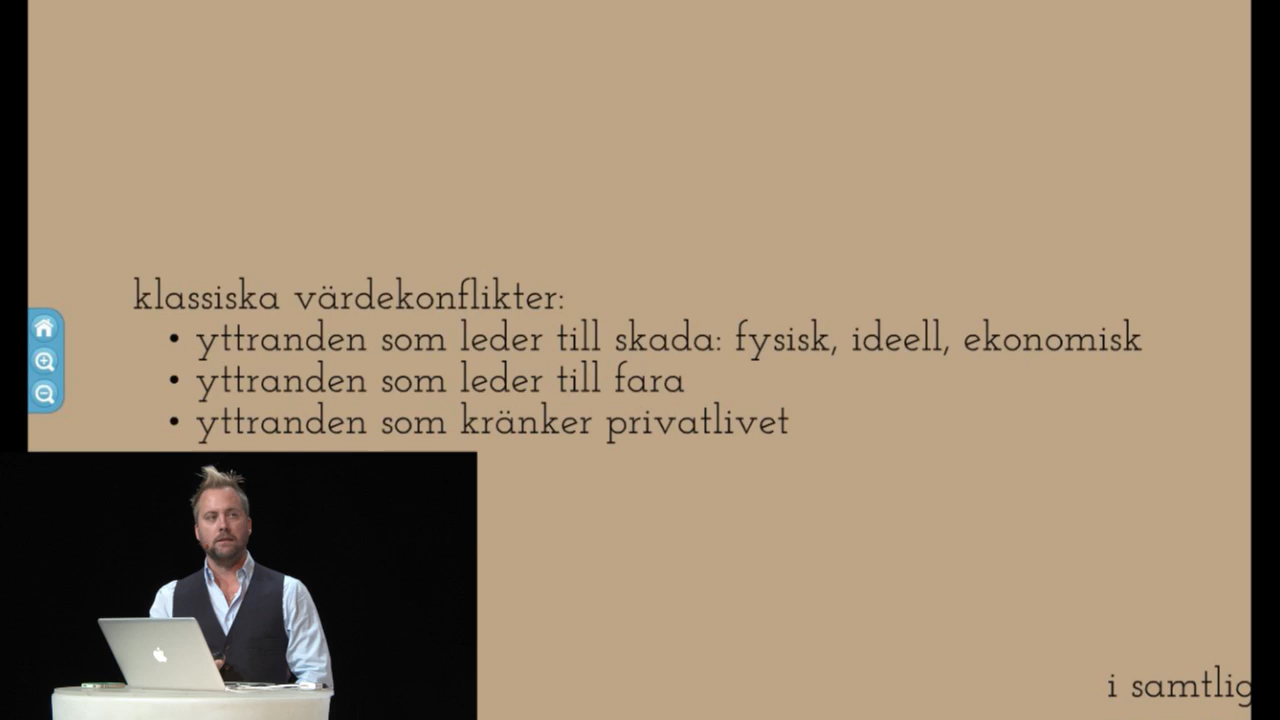 klassiska värdekonflikter:
• yttranden som leder till skada: fysisk, ideell, ekonomisk
• yttranden som leder till fara
• yttranden som kränker privatlivet
i samtlig